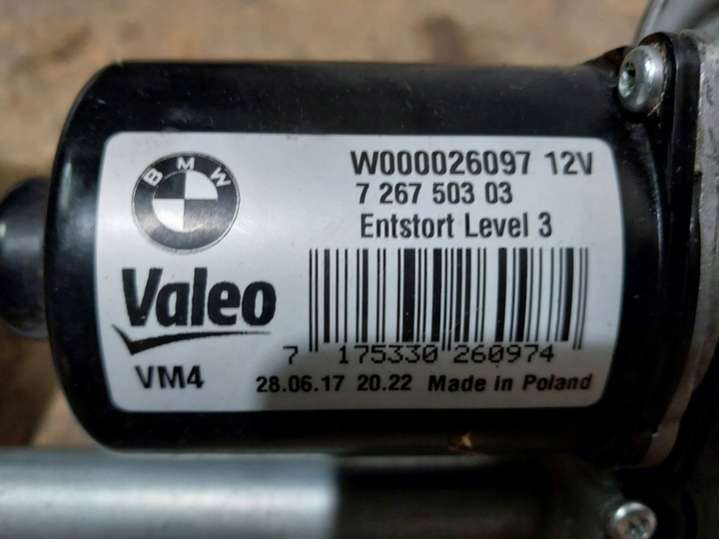 BMW
W000026097 12V
7 267 503 03
Entstort Level 3
Valeo
7 175330 260974
VM4
28.06.17 20.22 Made in Poland